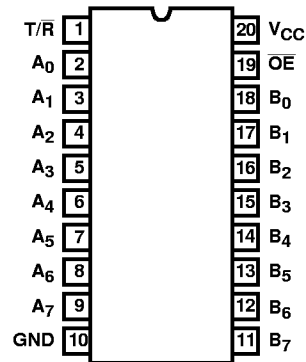 T/R̅ 1 20 VCC
A0 2 19 O̅E̅
A1 3 18 B0
A2 4 17 B1
A3 5 16 B2
A4 6 15 B3
A5 7 14 B4
A6 8 13 B5
A7 9 12 B6
GND 10 11 B7